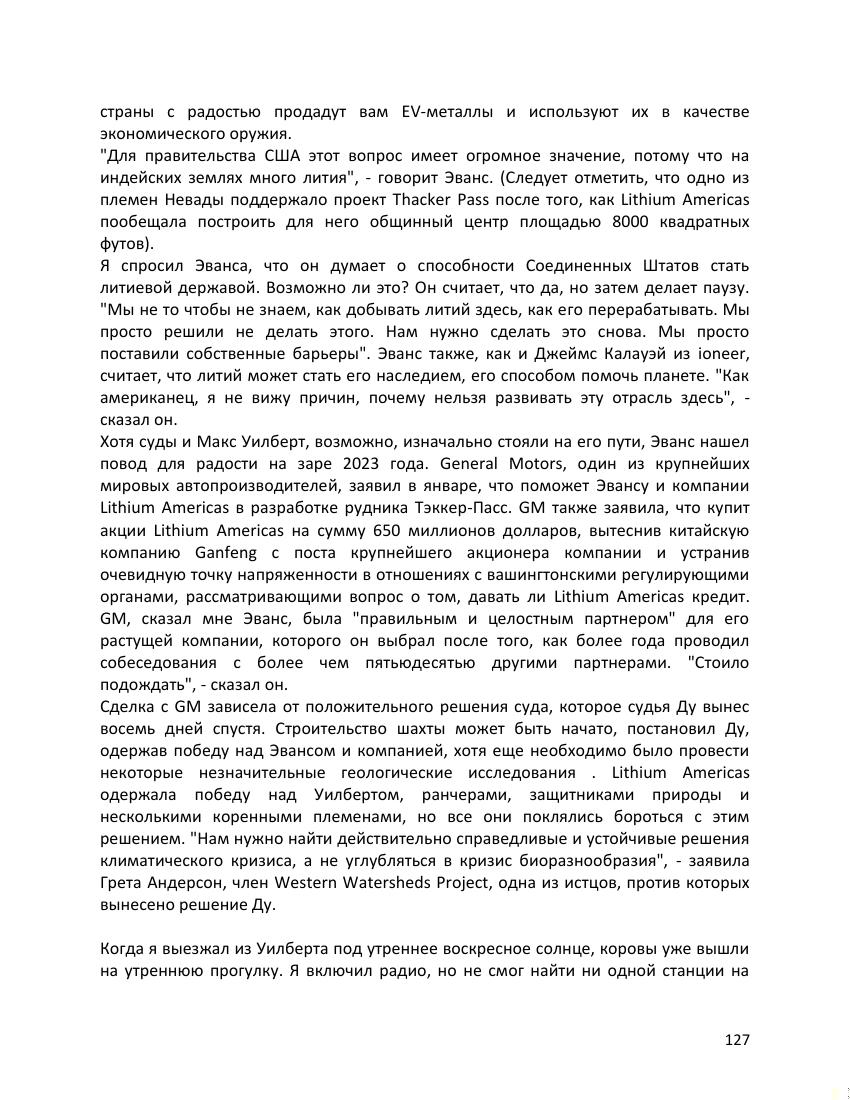 страны с радостью продадут вам EV-металлы и используют их в качестве
экономического оружия.
"Для правительства США этот вопрос имеет огромное значение, потому что на
индейских землях много лития", - говорит Эванс. (Следует отметить, что одно из
племен Невады поддержало проект Thacker Pass после того, как Lithium Americas
пообещала построить для него общинный центр площадью 8000 квадратных
футов).
Я спросил Эванса, что он думает о способности Соединенных Штатов стать
литиевой державой. Возможно ли это? Он считает, что да, но затем делает паузу.
"Мы не то чтобы не знаем, как добывать литий здесь, как его перерабатывать. Мы
просто решили не делать этого. Нам нужно сделать это снова. Мы просто
поставили собственные барьеры". Эванс также, как и Джеймс Калауэй из ioneer,
считает, что литий может стать его наследием, его способом помочь планете. "Как
американец, я не вижу причин, почему нельзя развивать эту отрасль здесь", -
сказал он.
Хотя суды и Макс Уилберт, возможно, изначально стояли на его пути, Эванс нашел
повод для радости на заре 2023 года. General Motors, один из крупнейших
мировых автопроизводителей, заявил в январе, что поможет Эвансу и компании
Lithium Americas в разработке рудника Тэккер-Пасс. GM также заявила, что купит
акции Lithium Americas на сумму 650 миллионов долларов, вытеснив китайскую
компанию Ganfeng с поста крупнейшего акционера компании и устранив
очевидную точку напряженности в отношениях с вашингтонскими регулирующими
органами, рассматривающими вопрос о том, давать ли Lithium Americas кредит.
GM, сказал мне Эванс, была "правильным и целостным партнером" для его
растущей компании, которого он выбрал после того, как более года проводил
собеседования с более чем пятьюдесятью другими партнерами. "Стоило
подождать", - сказал он.
Сделка с GM зависела от положительного решения суда, которое судья Ду вынес
восемь дней спустя. Строительство шахты может быть начато, постановил Ду,
одержав победу над Эвансом и компанией, хотя еще необходимо было провести
некоторые незначительные геологические исследования . Lithium Americas
одержала победу над Уилбертом, ранчерами, защитниками природы и
несколькими коренными племенами, но все они поклялись бороться с этим
решением. "Нам нужно найти действительно справедливые и устойчивые решения
климатического кризиса, а не углубляться в кризис биоразнообразия", - заявила
Грета Андерсон, член Western Watersheds Project, одна из истцов, против которых
вынесено решение Ду.
Когда я выезжал из Уилберта под утреннее воскресное солнце, коровы уже вышли
на утреннюю прогулку. Я включил радио, но не смог найти ни одной станции на
127